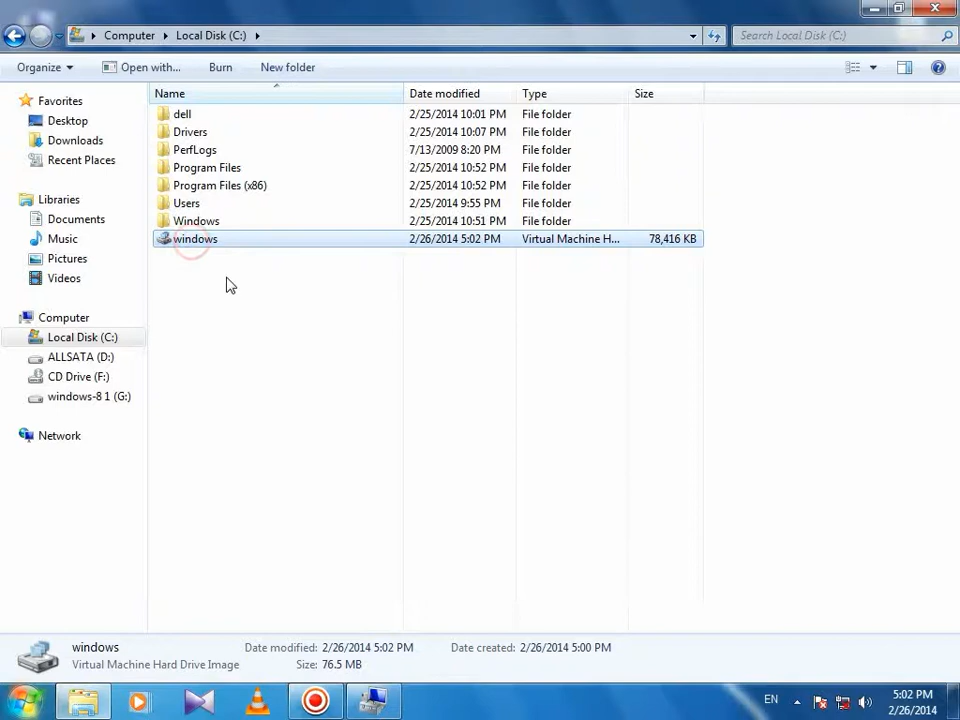 Computer Local Disk (C:) Search Local Disk (C:)
Organize Open with... Burn New folder
Name Date modified Type Size
Favorites
Desktop
Downloads
Recent Places
Libraries
Documents
Music
Pictures
Videos
Computer
Local Disk (C:)
ALLSATA (D:)
CD Drive (F:)
windows-8 1 (G:)
Network
dell 2/25/2014 10:01 PM File folder
Drivers 2/25/2014 10:07 PM File folder
PerfLogs 7/13/2009 8:20 PM File folder
Program Files 2/25/2014 10:52 PM File folder
Program Files (x86) 2/25/2014 10:52 PM File folder
Users 2/25/2014 9:55 PM File folder
Windows 2/25/2014 10:51 PM File folder
windows 2/26/2014 5:02 PM Virtual Machine H... 78,416 KB
windows Date modified: 2/26/2014 5:02 PM Date created: 2/26/2014 5:00 PM
Virtual Machine Hard Drive Image Size: 76.5 MB
EN 5:02 PM
2/26/2014